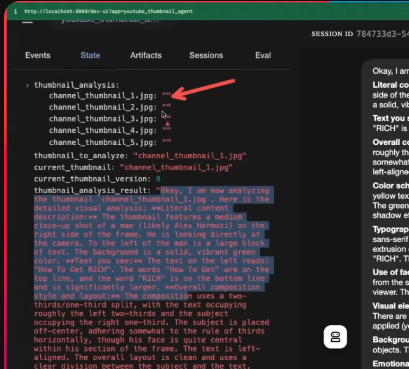 http://localhost:8000/dev-ui?app=youtube_thumbnail_agent
youtube_thumbnail_a...
SESSION ID 784733d3-54
Events State Artifacts Sessions Eval
thumbnail_analysis:
channel_thumbnail_1.jpg: ""
channel_thumbnail_2.jpg: ""
channel_thumbnail_3.jpg: ""
channel_thumbnail_4.jpg: ""
channel_thumbnail_5.jpg: ""
thumbnail_to_analyze: "channel_thumbnail_1.jpg"
current_thumbnail: "channel_thumbnail_1.jpg"
current_thumbnail_version: 0
thumbnail_analysis_result: "Okay, I am now analyzing
the thumbnail `channel_thumbnail_1.jpg`. Here is the
detailed visual analysis: **Literal content
description:** The thumbnail features a medium
close-up shot of a man (likely Alex Hormozi) on the
right side of the frame. He is looking directly at
the camera. To the left of the man is a large block
of text. The background is a solid, vibrant green
color. **Text you see:** The text on the left reads:
"How To Get RICH". The words "How To Get" are on the
top line, and the word "RICH" is on the bottom line
and is significantly larger. **Overall composition
style and layout:** The composition uses a two-
thirds/one-third split, with the text occupying
roughly the left two-thirds and the subject
occupying the right one-third. The subject is placed
off-center, adhering somewhat to the rule of thirds
horizontally, though his face is quite central
within his section of the frame. The text is left-
aligned. The overall layout is clean and uses a
clear division between the subject and the text.
Okay, I am
Literal co
side of the
a solid, vib
Text you s
"RICH" is
Overall co
roughly th
somewhat
left-aligne
Color sch
yellow text
The green
shadow ef
Typograp
sans-serif
extrusion
"RICH". T
Use of fac
from the s
viewer. Th
Visual ele
There are
applied (y
Backgrou
objects. T
Emotiona